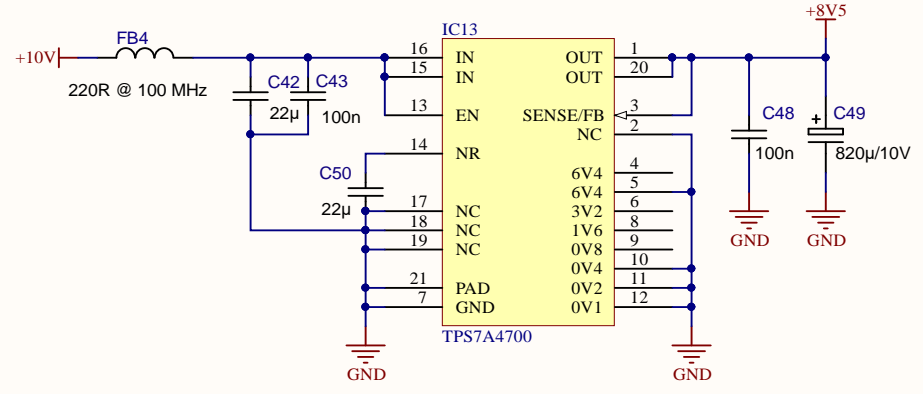 +8V5
IC13
FB4
+10V
16 IN OUT 1
15 IN OUT 20
220R @ 100 MHz
C42 C43
22µ 100n
13 EN SENSE/FB 3
NC 2
C48 C49
+
100n 820µ/10V
14 NR
C50
22µ
6V4 4
6V4 5
17 NC 3V2 6
18 NC 1V6 8
19 NC 0V8 9
0V4 10
21 PAD 0V2 11
7 GND 0V1 12
GND GND
TPS7A4700
GND GND